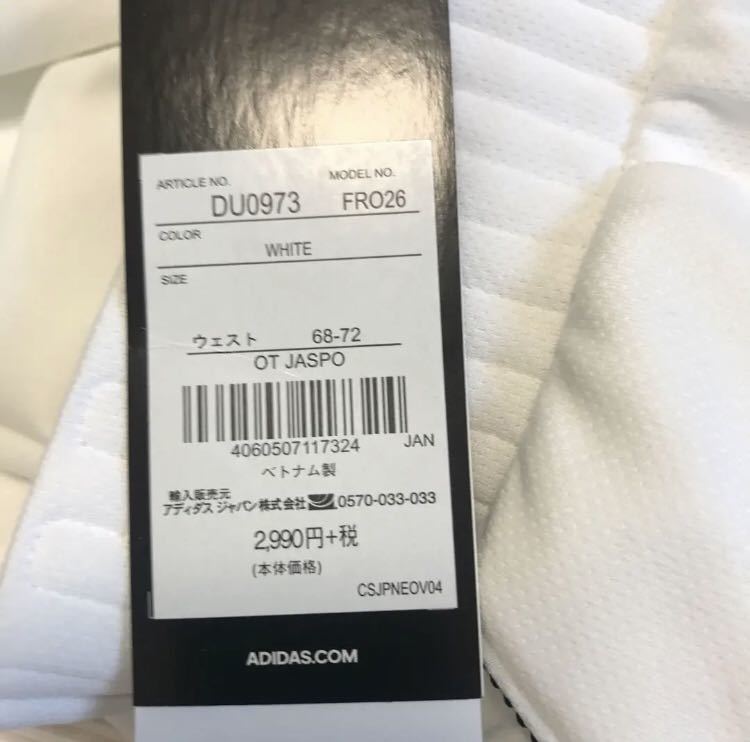 ARTICLE NO. MODEL NO.
DU0973 FRO26
COLOR
WHITE
SIZE
ウェスト 68-72
OT JASPO
4060507117324 JAN
ベトナム製
輸入販売元
アディダス ジャパン株式会社 0570-033-033
2,990円+税
(本体価格)
CSJPNEOV04
ADIDAS.COM